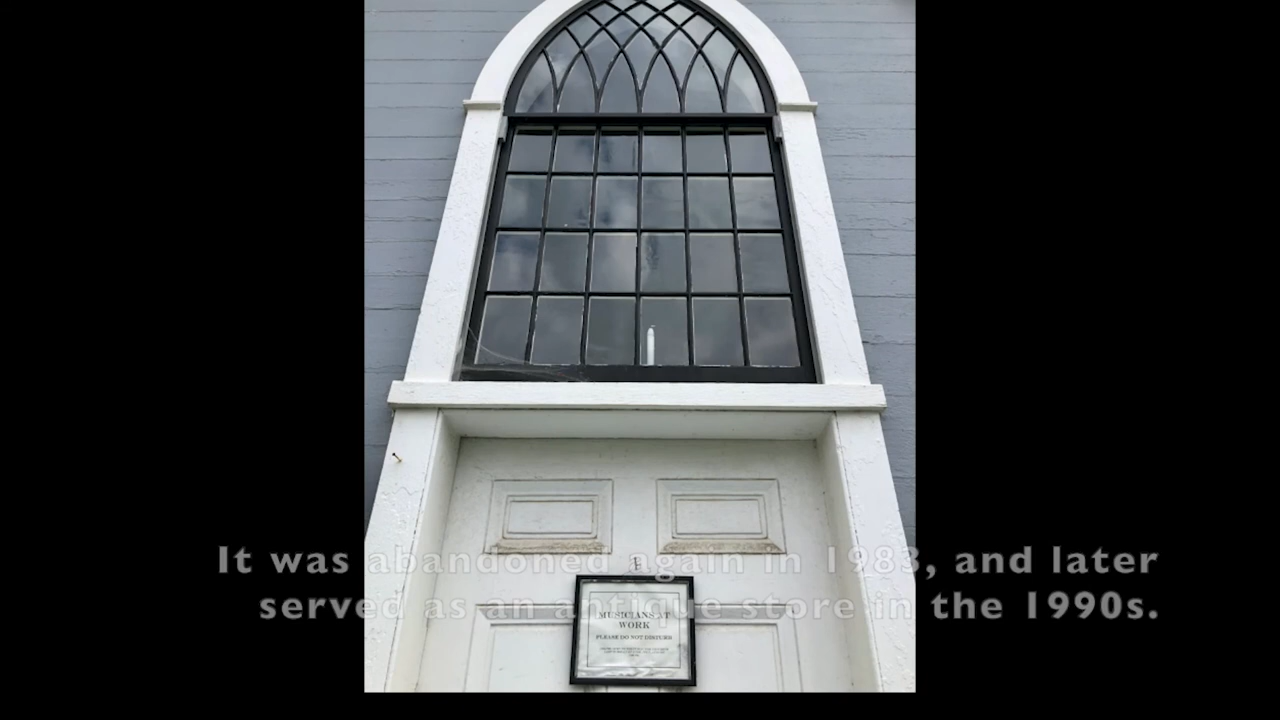 It was abandoned again in 1983, and later
served as an antique store in the 1990s.
MUSICIANS AT
WORK
PLEASE DO NOT DISTURB